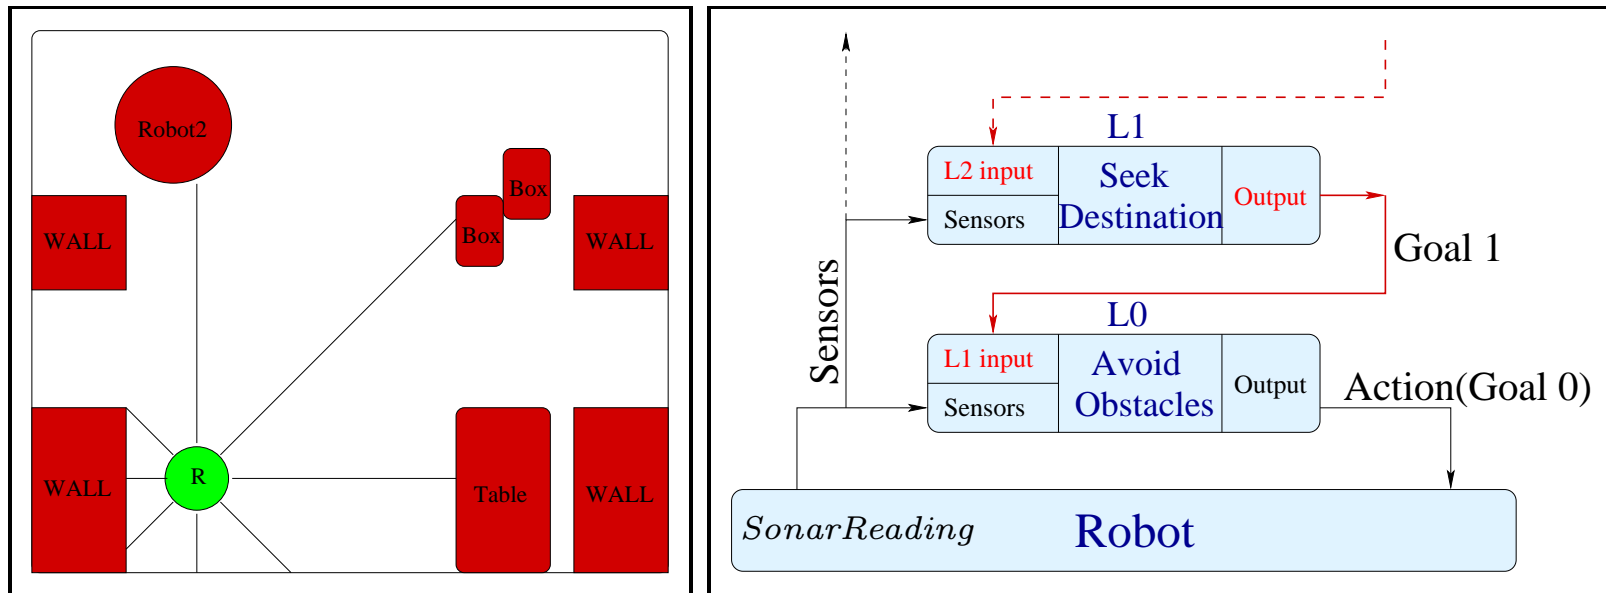 Robot2
Box
Box
WALL
WALL
WALL
R
Table
WALL
L1
L2 input
Seek
Destination
Output
Sensors
Goal 1
Sensors
L0
L1 input
Avoid
Obstacles
Output
Sensors
Action(Goal 0)
SonarReading
Robot